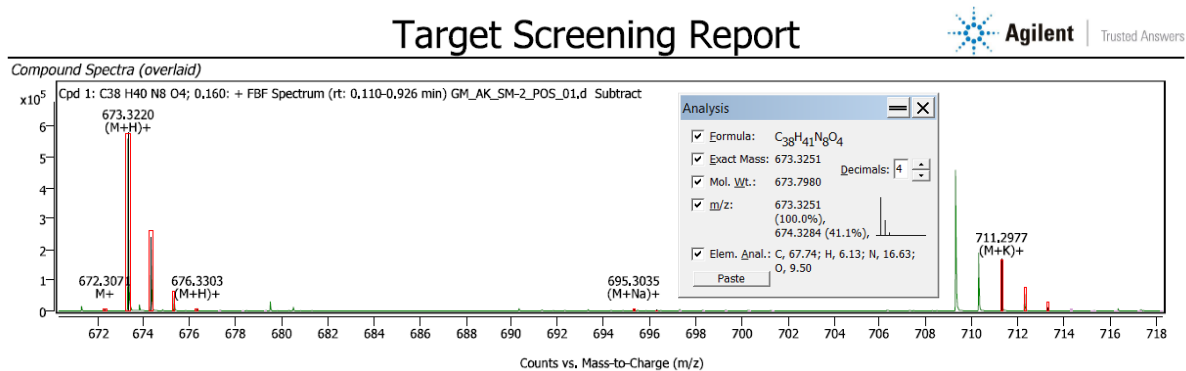 Target Screening Report
Agilent | Trusted Answers
Compound Spectra (overlaid)
x10⁵
Cpd 1: C38 H40 N8 O4; 0.160: + FBF Spectrum (rt: 0.110-0.926 min) GM_AK_SM-2_POS_01.d Subtract
673.3220
(M+H)+
6
5
4
3
2
1
0
672.3071
M+
676.3303
(M+H)+
695.3035
(M+Na)+
711.2977
(M+K)+
Analysis
Formula: C₃₈H₄₁N₈O₄
Exact Mass: 673.3251
Decimals: 4
Mol. Wt.: 673.7980
m/z: 673.3251
(100.0%),
674.3284 (41.1%),
Elem. Anal.: C, 67.74; H, 6.13; N, 16.63;
O, 9.50
Paste
672 674 676 678 680 682 684 686 688 690 692 694 696 698 700 702 704 706 708 710 712 714 716 718
Counts vs. Mass-to-Charge (m/z)